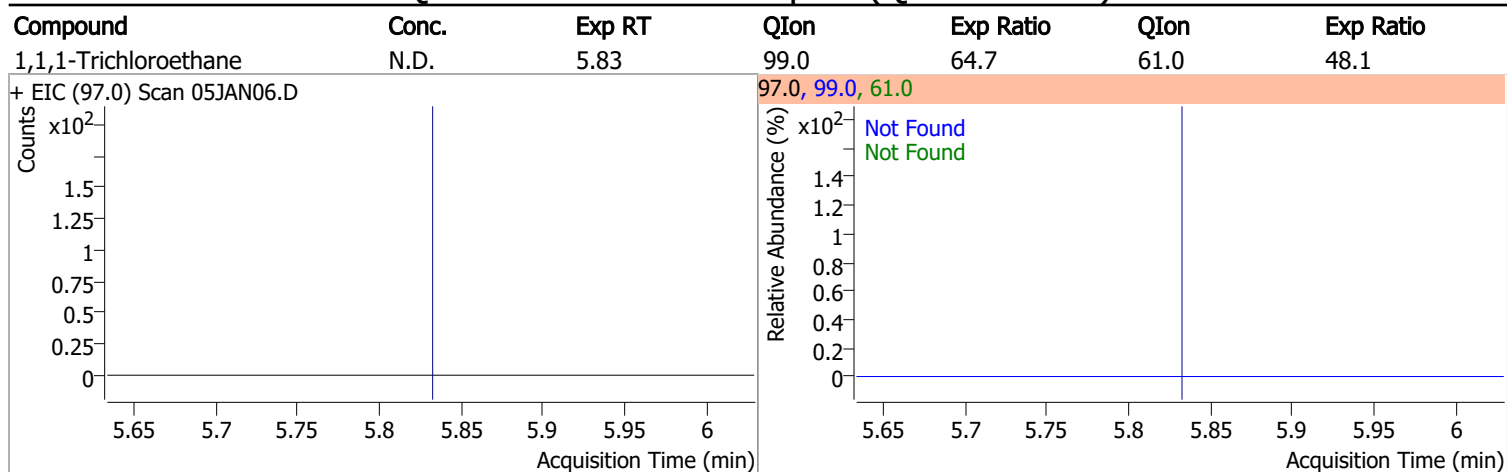 Compound Conc. Exp RT QIon Exp Ratio QIon Exp Ratio
1,1,1-Trichloroethane N.D. 5.83 99.0 64.7 61.0 48.1
+ EIC (97.0) Scan 05JAN06.D
Counts
x10²
1.5
1.25
1
0.75
0.5
0.25
0
5.65 5.7 5.75 5.8 5.85 5.9 5.95 6
Acquisition Time (min)
97.0, 99.0, 61.0
Relative Abundance (%)
x10²
Not Found
Not Found
1.4
1.2
1
0.8
0.6
0.4
0.2
0
5.65 5.7 5.75 5.8 5.85 5.9 5.95 6
Acquisition Time (min)